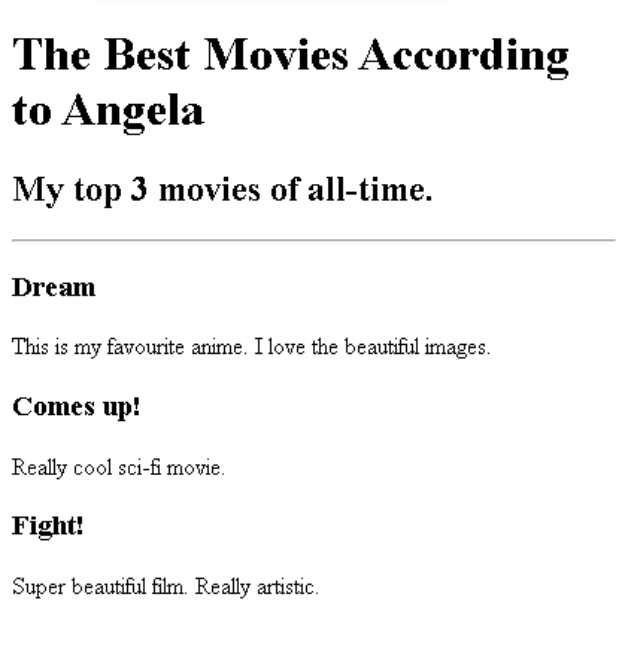 The Best Movies According
to Angela
My top 3 movies of all-time.
Dream
This is my favourite anime. I love the beautiful images.
Comes up!
Really cool sci-fi movie.
Fight!
Super beautiful film. Really artistic.